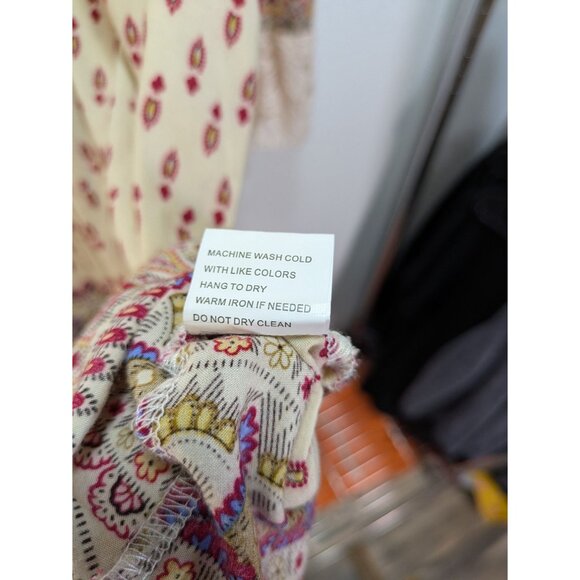 MACHINE WASH COLD
WITH LIKE COLORS
HANG TO DRY
WARM IRON IF NEEDED
DO NOT DRY CLEAN